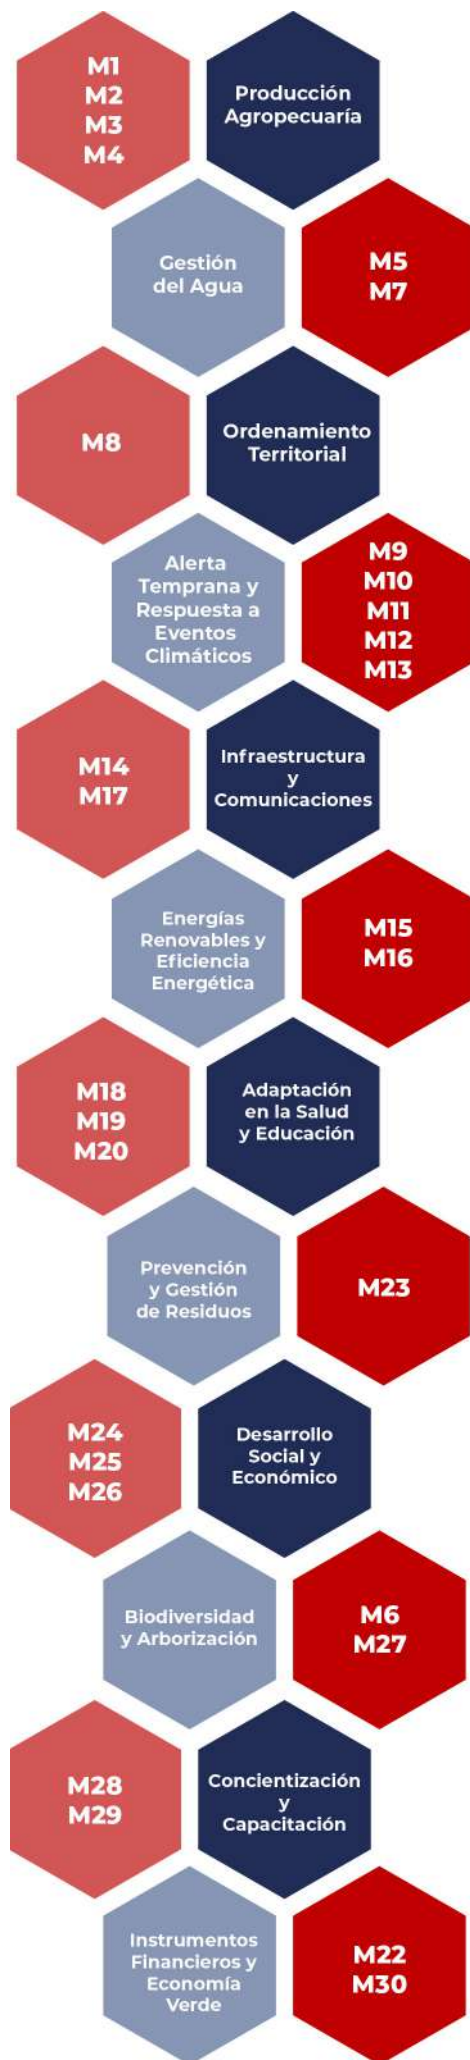 M1
M2
M3
M4
Producción
Agropecuaría
Gestión
del Agua
M5
M7
M8
Ordenamiento
Territorial
Alerta
Temprana y
Respuesta a
Eventos
Climáticos
M9
M10
M11
M12
M13
M14
M17
Infraestructura
y
Comunicaciones
Energías
Renovables y
Eficiencia
Energética
M15
M16
M18
M19
M20
Adaptación
en la Salud
y Educación
Prevención
y Gestión
de Residuos
M23
M24
M25
M26
Desarrollo
Social y
Económico
Biodiversidad
y Arborización
M6
M27
M28
M29
Concientización
y
Capacitación
Instrumentos
Financieros y
Economía
Verde
M22
M30